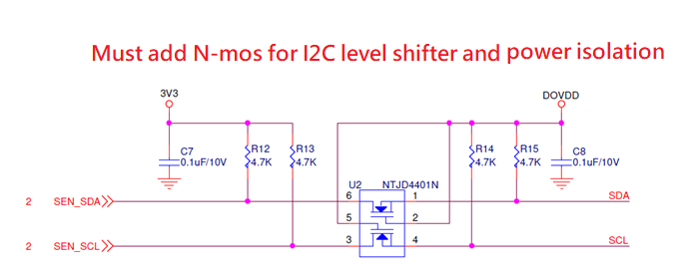 Must add N-mos for I2C level shifter and power isolation
3V3
DOVDD
C7
0.1uF/10V
R12
4.7K
R13
4.7K
R14
4.7K
R15
4.7K
C8
0.1uF/10V
U2
NTJD4401N
6
1
2
SEN_SDA
SDA
5
2
3
4
2
SEN_SCL
SCL